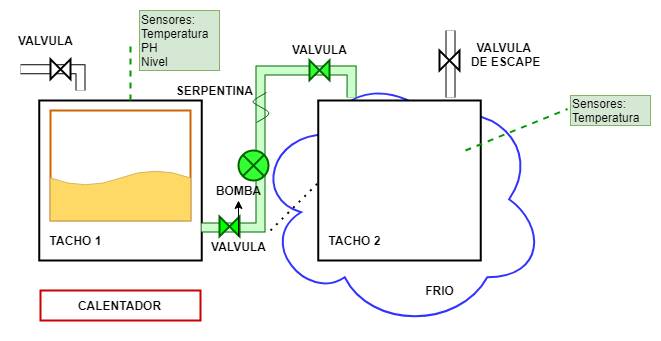 VALVULA
Sensores:
Temperatura
PH
Nivel
VALVULA
VALVULA
DE ESCAPE
SERPENTINA
Sensores:
Temperatura
BOMBA
VALVULA
TACHO 1
TACHO 2
CALENTADOR
FRIO